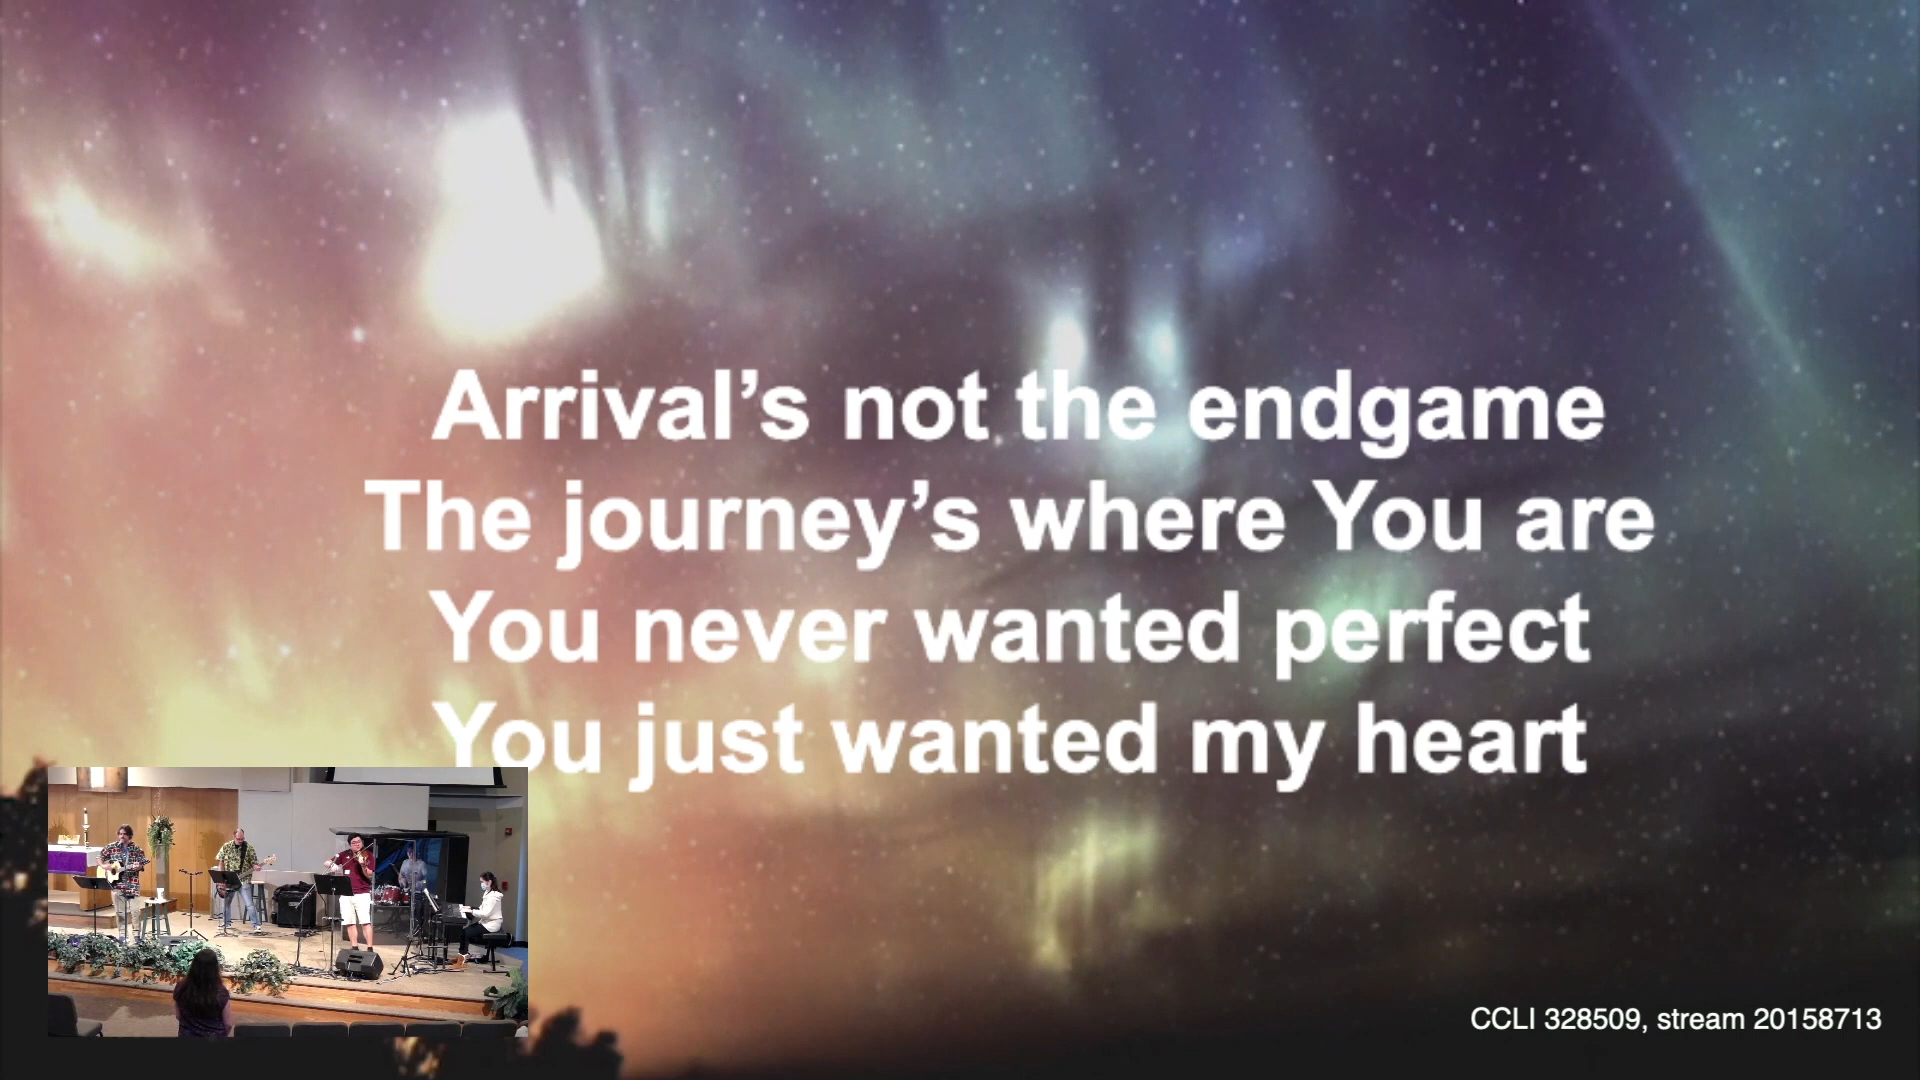 Arrival’s not the endgame
The journey’s where You are
You never wanted perfect
You just wanted my heart
CCLI 328509, stream 20158713